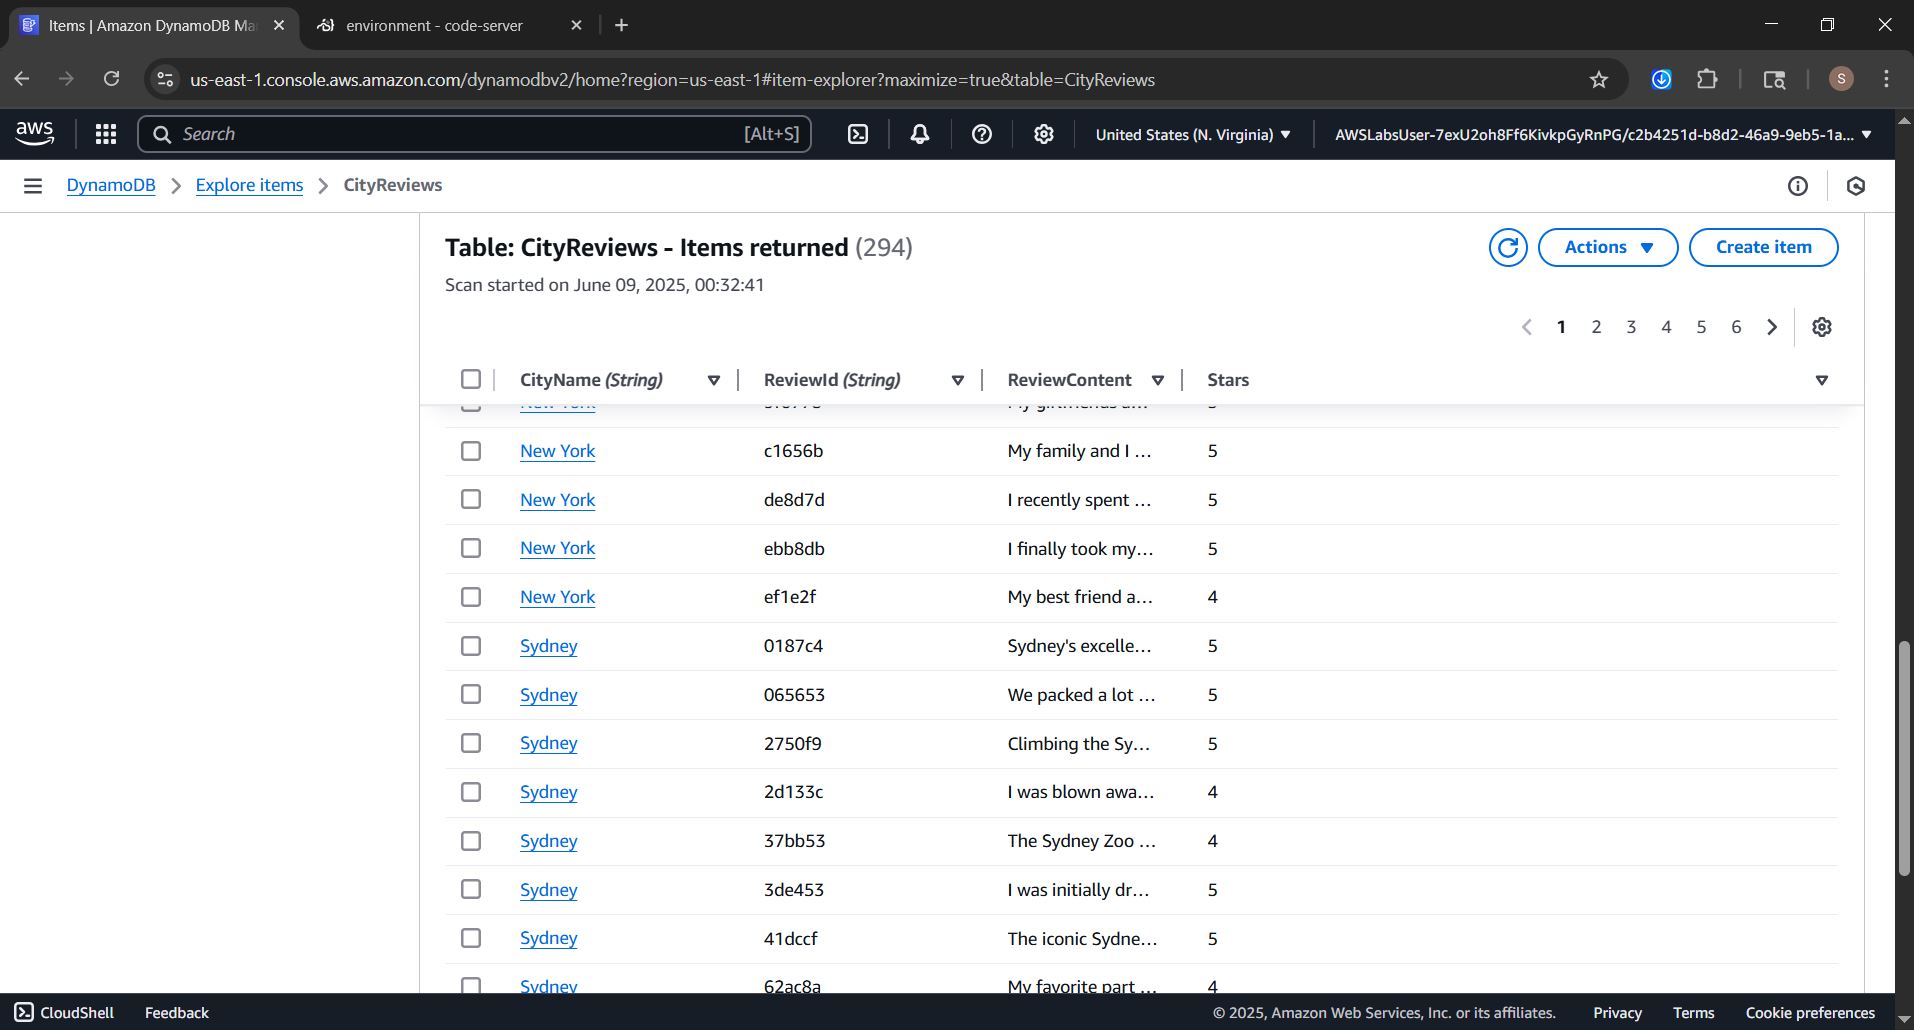 Items | Amazon DynamoDB Ma
environment - code-server
us-east-1.console.aws.amazon.com/dynamodbv2/home?region=us-east-1#item-explorer?maximize=true&table=CityReviews
S
aws
Search
[Alt+S]
United States (N. Virginia)
AWSLabsUser-7exU2oh8Ff6KivkpGyRnPG/c2b4251d-b8d2-46a9-9eb5-1a...
DynamoDB > Explore items > CityReviews
Table: CityReviews - Items returned (294)
Actions
Create item
Scan started on June 09, 2025, 00:32:41
1 2 3 4 5 6
CityName (String) ReviewId (String) ReviewContent Stars
New York c1656b My family and I ... 5
New York de8d7d I recently spent ... 5
New York ebb8db I finally took my... 5
New York ef1e2f My best friend a... 4
Sydney 0187c4 Sydney's excelle... 5
Sydney 065653 We packed a lot ... 5
Sydney 2750f9 Climbing the Sy... 5
Sydney 2d133c I was blown awa... 4
Sydney 37bb53 The Sydney Zoo ... 4
Sydney 3de453 I was initially dr... 5
Sydney 41dccf The iconic Sydne... 5
Sydney 62ac8a My favorite part ... 4
CloudShell Feedback © 2025, Amazon Web Services, Inc. or its affiliates. Privacy Terms Cookie preferences